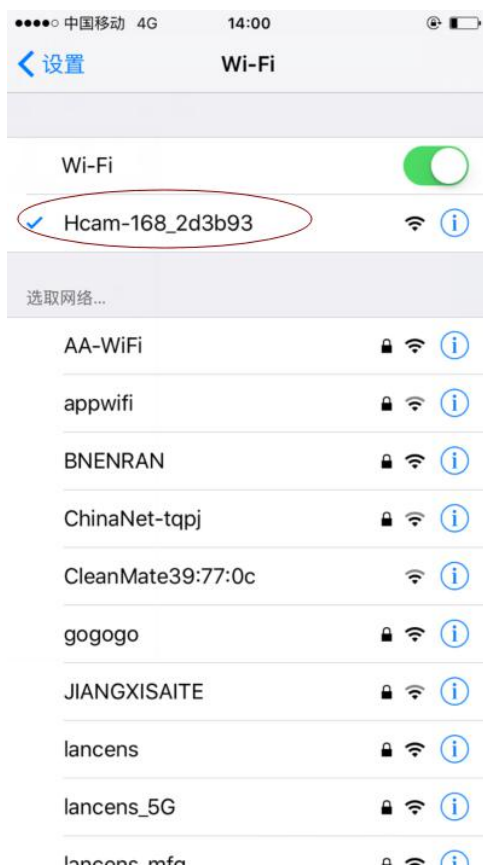 中国移动 4G 14:00
设置 Wi-Fi
Wi-Fi
Hcam-168_2d3b93
选取网络...
AA-WiFi
appwifi
BNENRAN
ChinaNet-tqpj
CleanMate39:77:0c
gogogo
JIANGXISAITE
lancens
lancens_5G
lancens_mfg